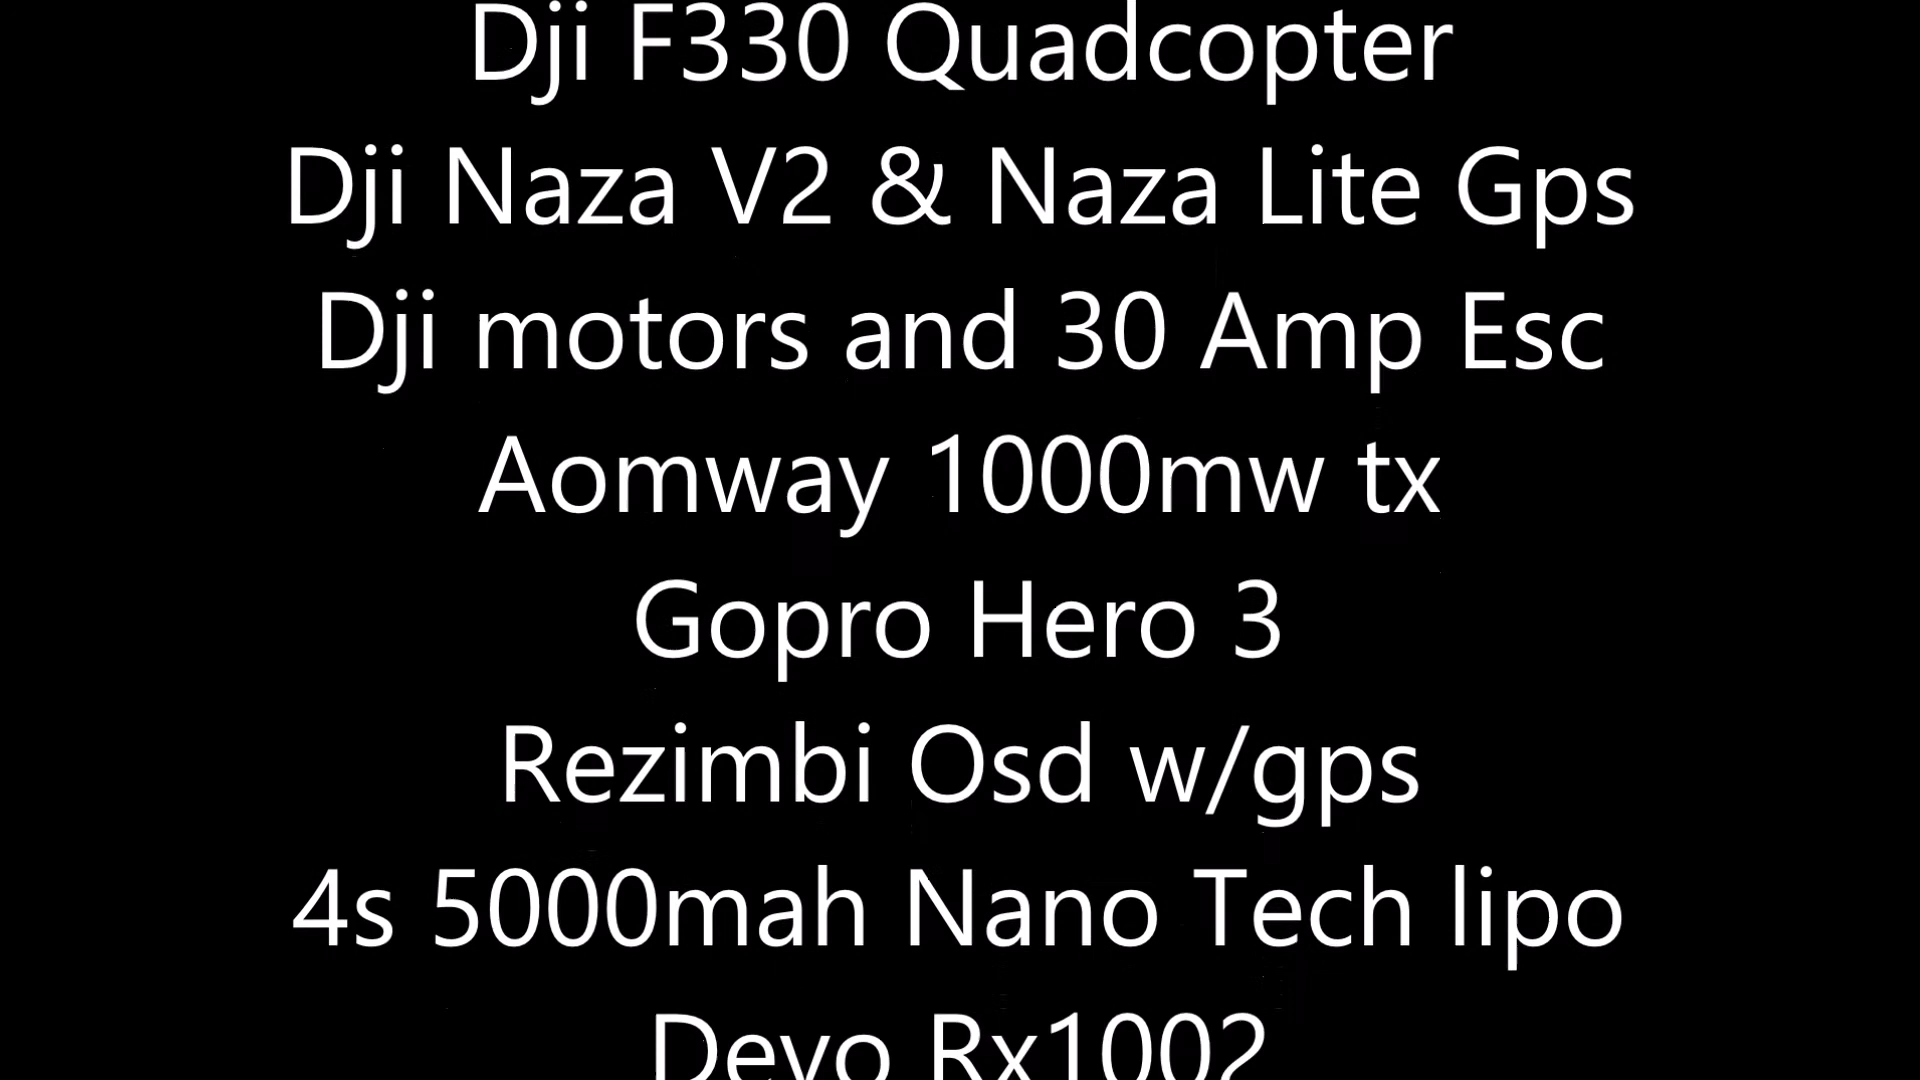 Dji F330 Quadcopter
Dji Naza V2 & Naza Lite Gps
Dji motors and 30 Amp Esc
Aomway 1000mw tx
Gopro Hero 3
Rezimbi Osd w/gps
4s 5000mah Nano Tech lipo
Devo Rx1002